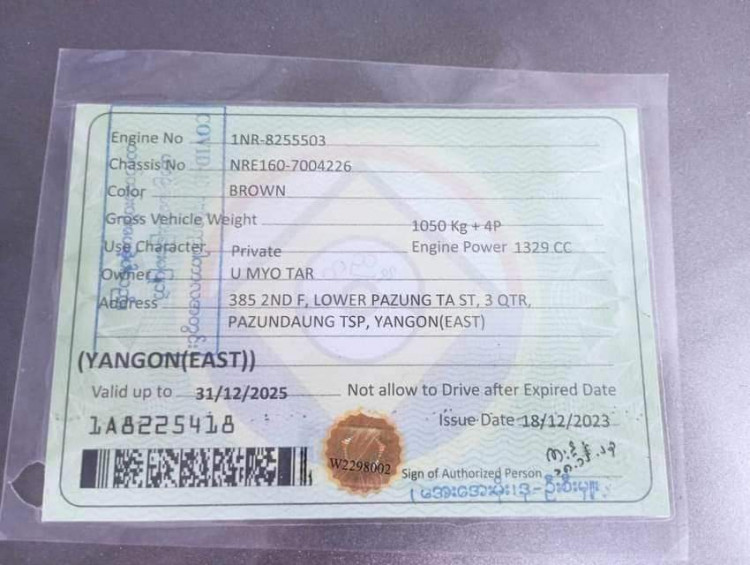 Engine No 1NR-8255503
Chassis No NRE160-7004226
Color BROWN
Gross Vehicle Weight 1050 Kg + 4P
Use Character Private Engine Power 1329 CC
Owner U MYO TAR
Address 385 2ND F, LOWER PAZUNG TA ST, 3 QTR,
PAZUNDAUNG TSP, YANGON(EAST)
(YANGON(EAST))
Valid up to 31/12/2025 Not allow to Drive after Expired Date
1A8225418 Issue Date 18/12/2023
W2298002 Sign of Authorized Person
COVID-